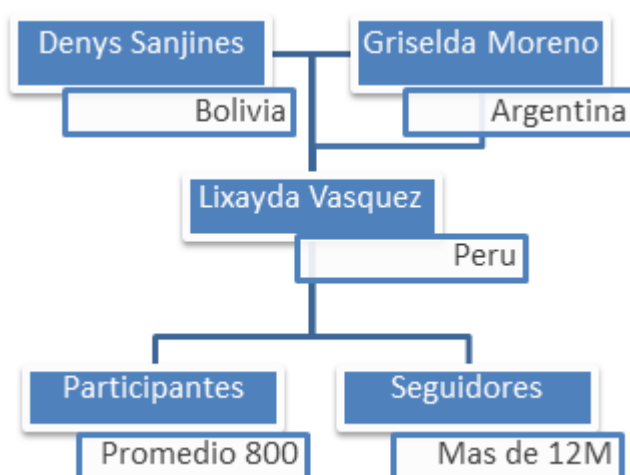 Denys Sanjines
Bolivia
Griselda Moreno
Argentina
Lixayda Vasquez
Peru
Participantes
Promedio 800
Seguidores
Mas de 12M